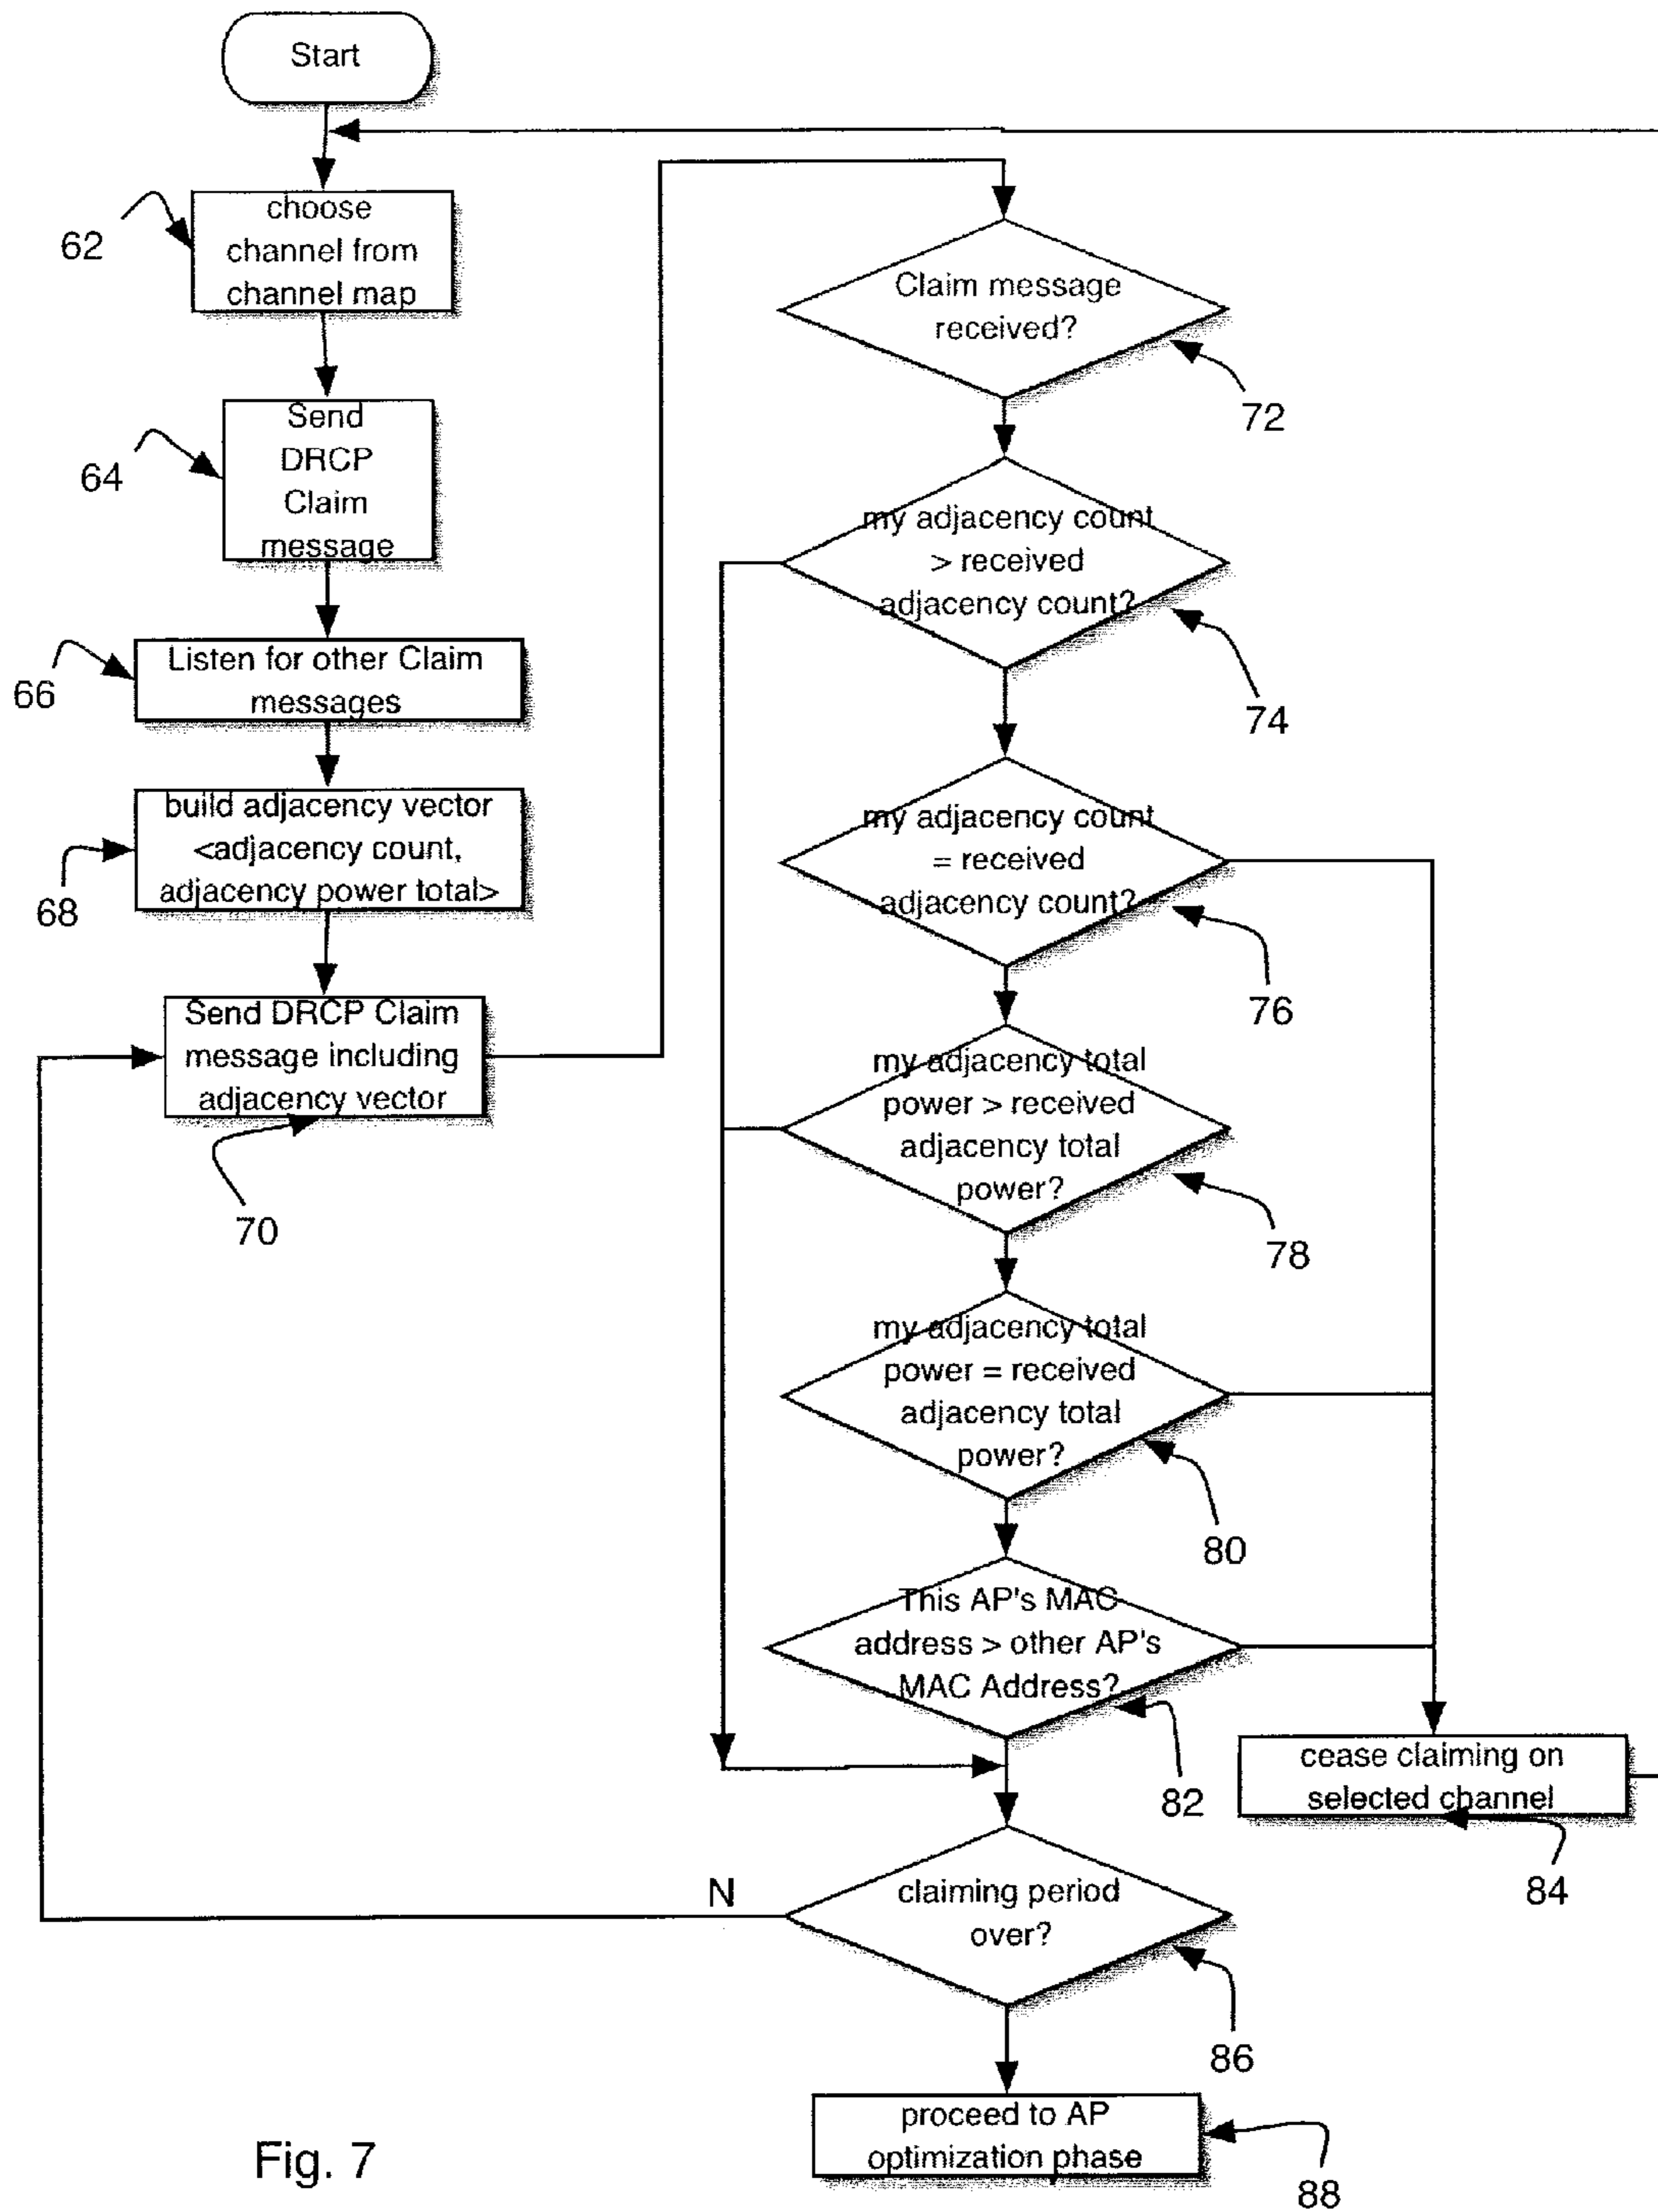 Start
choose
channel from
channel map
62
Send
DRCP
Claim
message
64
Listen for other Claim
messages
66
build adjacency vector
<adjacency count,
adjacency power total>
68
Send DRCP Claim
message including
adjacency vector
70
Claim message
received?
72
my adjacency count
> received
adjacency count?
74
my adjacency count
= received
adjacency count?
76
my adjacency total
power > received
adjacency total
power?
78
my adjacency total
power = received
adjacency total
power?
80
This AP's MAC
address > other AP's
MAC Address?
82
cease claiming on
selected channel
84
N
claiming period
over?
86
proceed to AP
optimization phase
88
Fig. 7